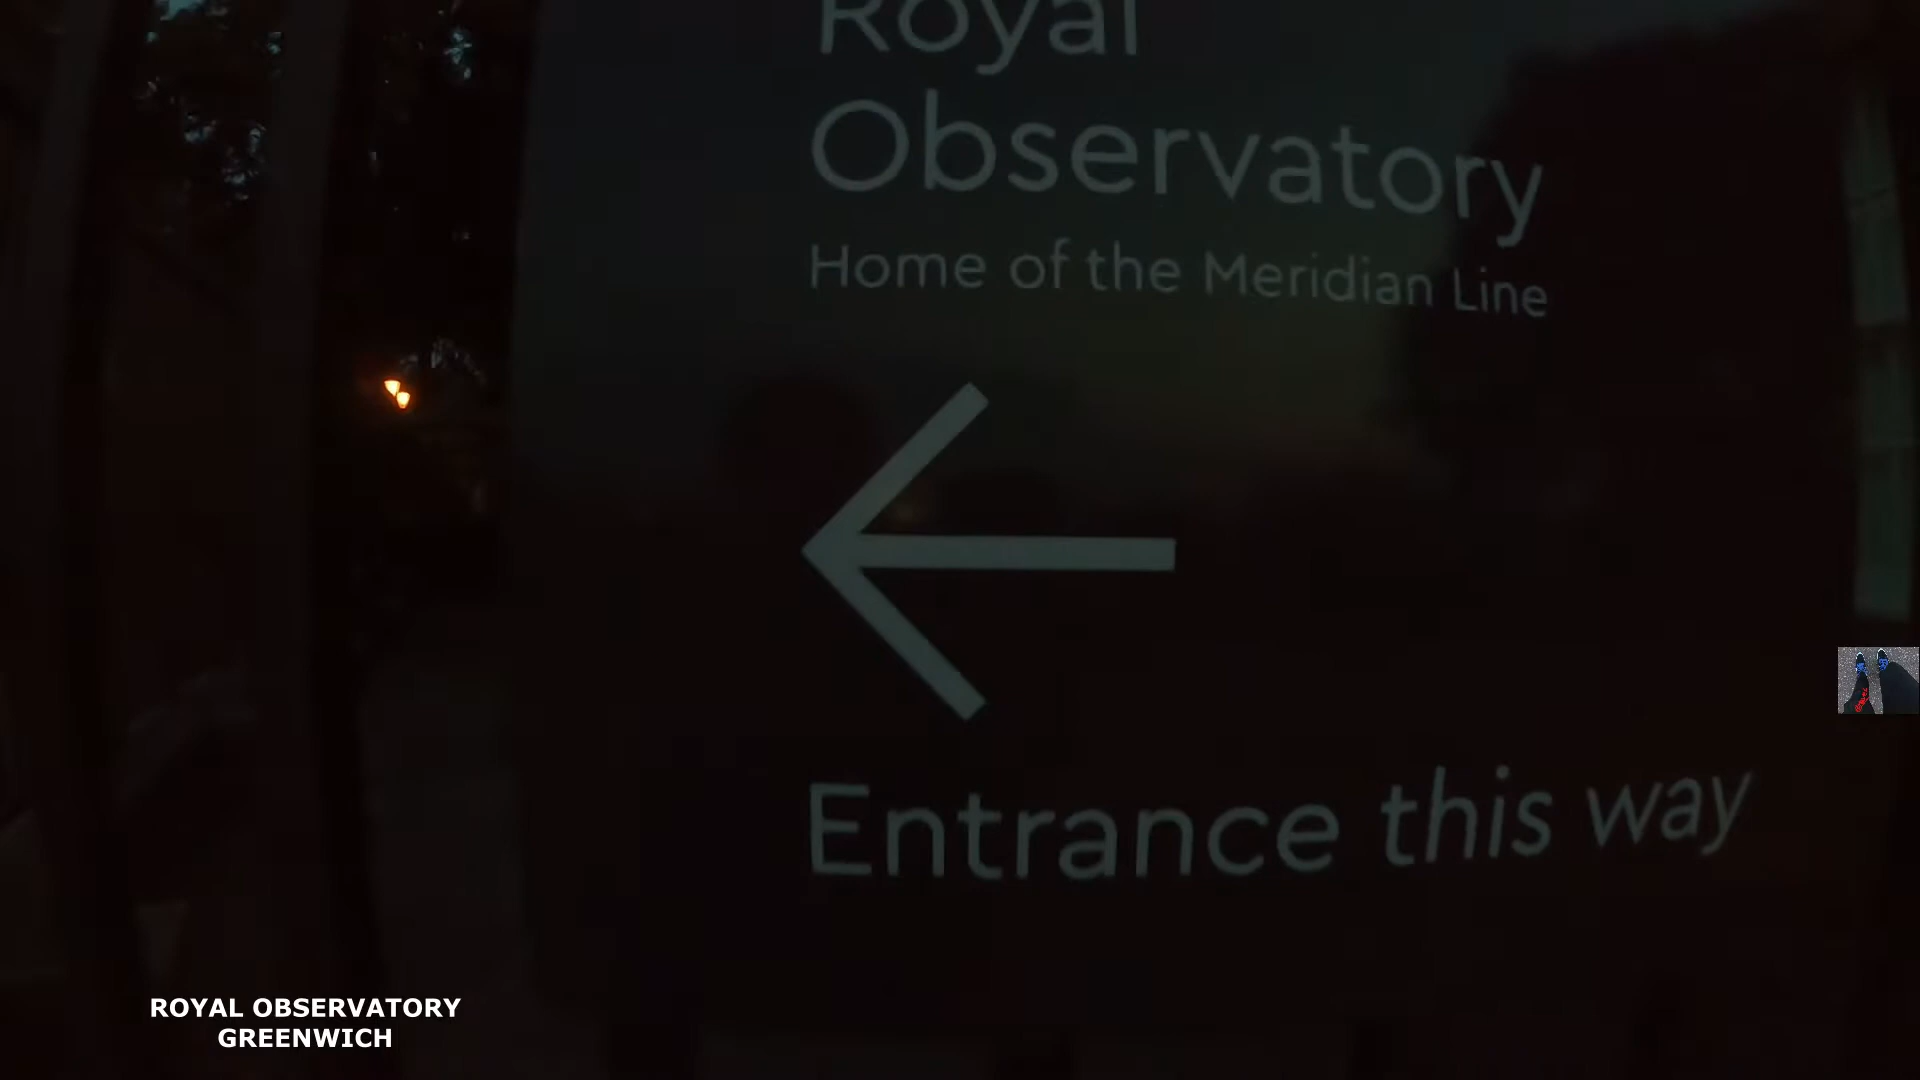 Royal
Observatory
Home of the Meridian Line
Entrance this way
ROYAL OBSERVATORY
GREENWICH